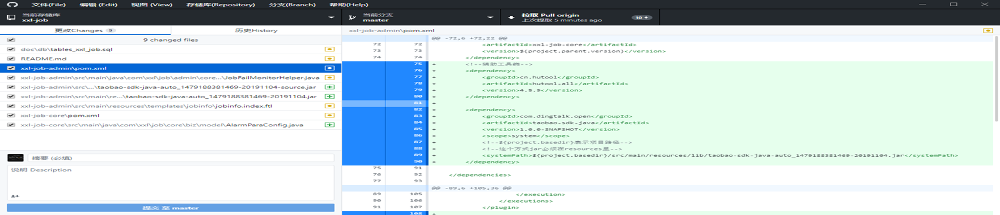 文件(File) 编辑 (Edit) 视图 (View) 存储库(Repository) 分支(Branch) 帮助(Help)
当前存储库
xxl-job
当前分支
master
拉取 Pull origin
上次提取 5 minutes ago
10
更改Changes 9
历史History
9 changed files
doc\db\tables_xxl_job.sql
README.md
xxl-job-admin\pom.xml
xxl-job-admin\src\main\java\com\xxl\job\admin\core...\JobFailMonitorHelper.java
xxl-job-admin\src\...\taobao-sdk-java-auto_1479188381469-20191104-source.jar
xxl-job-admin\src\main\re...\taobao-sdk-java-auto_1479188381469-20191104.jar
xxl-job-admin\src\main\resources\templates\jobinfo\jobinfo.index.ftl
xxl-job-core\pom.xml
xxl-job-core\src\main\java\com\xxl\job\core\biz\model\AlarmParaConfig.java
摘要 (必填)
说明 Description
提交 至 master
xxl-job-admin\pom.xml
@@ -72,6 +72,22 @@
72 72 <artifactId>xxl-job-core</artifactId>
73 73 <version>${project.parent.version}</version>
74 74 </dependency>
75 + <!--辅助工具类-->
76 + <dependency>
77 + <groupId>cn.hutool</groupId>
78 + <artifactId>hutool-all</artifactId>
79 + <version>4.5.9</version>
80 + </dependency>
81 +
82 + <dependency>
83 + <groupId>com.dingtalk.open</groupId>
84 + <artifactId>taobao-sdk-java</artifactId>
85 + <version>1.0.0-SNAPSHOT</version>
86 + <scope>system</scope>
87 + <!--${project.basedir}表示项目路径-->
88 + <!--这个方式jar必须在resources里-->
89 + <systemPath>${project.basedir}/src/main/resources/lib/taobao-sdk-java-auto_1479188381469-20191104.jar</systemPath>
90 + </dependency>
75 91
76 92 </dependencies>
77 93
@@ -89,6 +105,36 @@
89 105 </execution>
90 106 </executions>
91 107 </plugin>
108 +